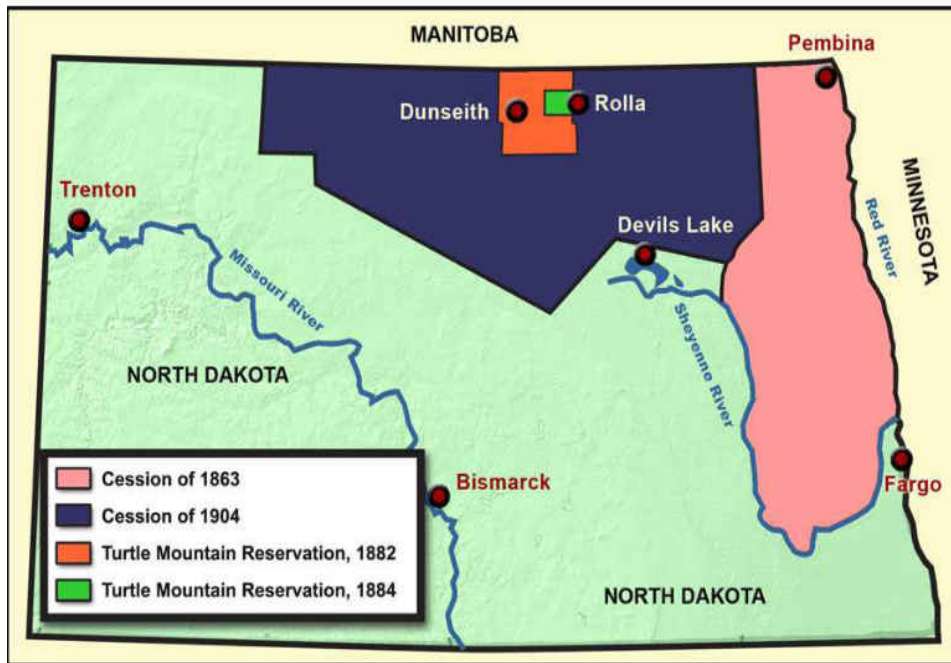 MANITOBA
Pembina
Dunseith
Rolla
MINNESOTA
Trenton
Devils Lake
Red River
Missouri River
Sheyenne River
NORTH DAKOTA
Cession of 1863
Cession of 1904
Turtle Mountain Reservation, 1882
Turtle Mountain Reservation, 1884
Bismarck
Fargo
NORTH DAKOTA